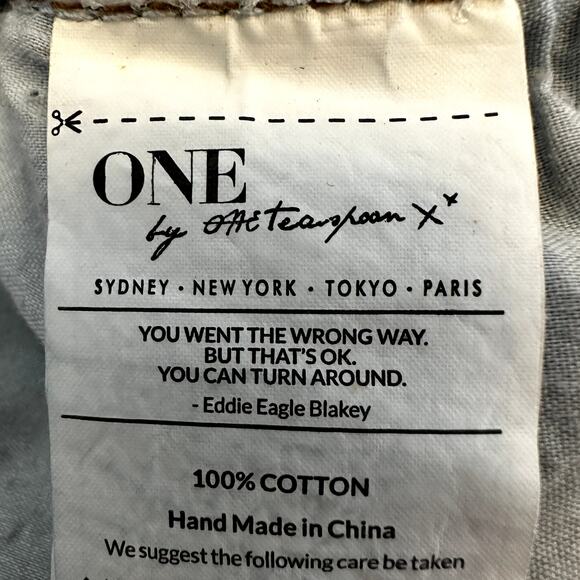 ONE
by One teaspoon Xx
SYDNEY • NEW YORK • TOKYO • PARIS
YOU WENT THE WRONG WAY.
BUT THAT'S OK.
YOU CAN TURN AROUND.
- Eddie Eagle Blakey
100% COTTON
Hand Made in China
We suggest the following care be taken